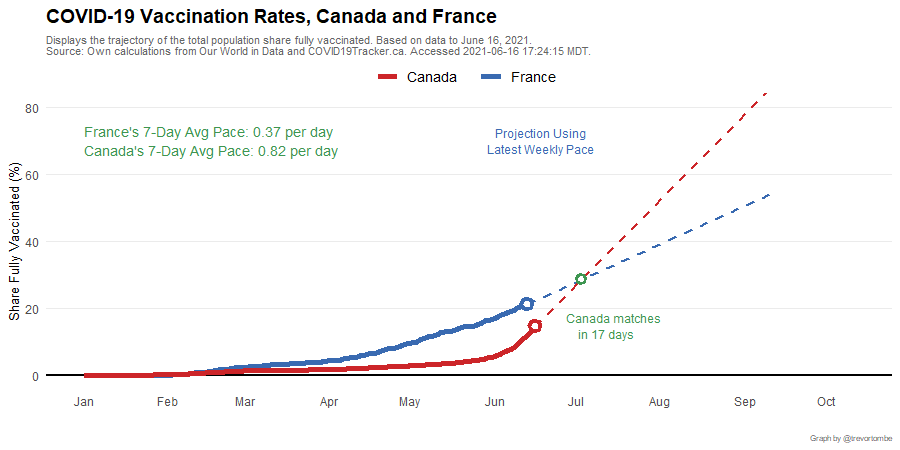 COVID-19 Vaccination Rates, Canada and France
Displays the trajectory of the total population share fully vaccinated. Based on data to June 16, 2021.
Source: Own calculations from Our World in Data and COVID19Tracker.ca. Accessed 2021-06-16 17:24:15 MDT.
Canada France
80
60
40
20
0
Share Fully Vaccinated (%)
France's 7-Day Avg Pace: 0.37 per day
Canada's 7-Day Avg Pace: 0.82 per day
Projection Using
Latest Weekly Pace
Canada matches
in 17 days
Jan Feb Mar Apr May Jun Jul Aug Sep Oct
Graph by @trevortombe